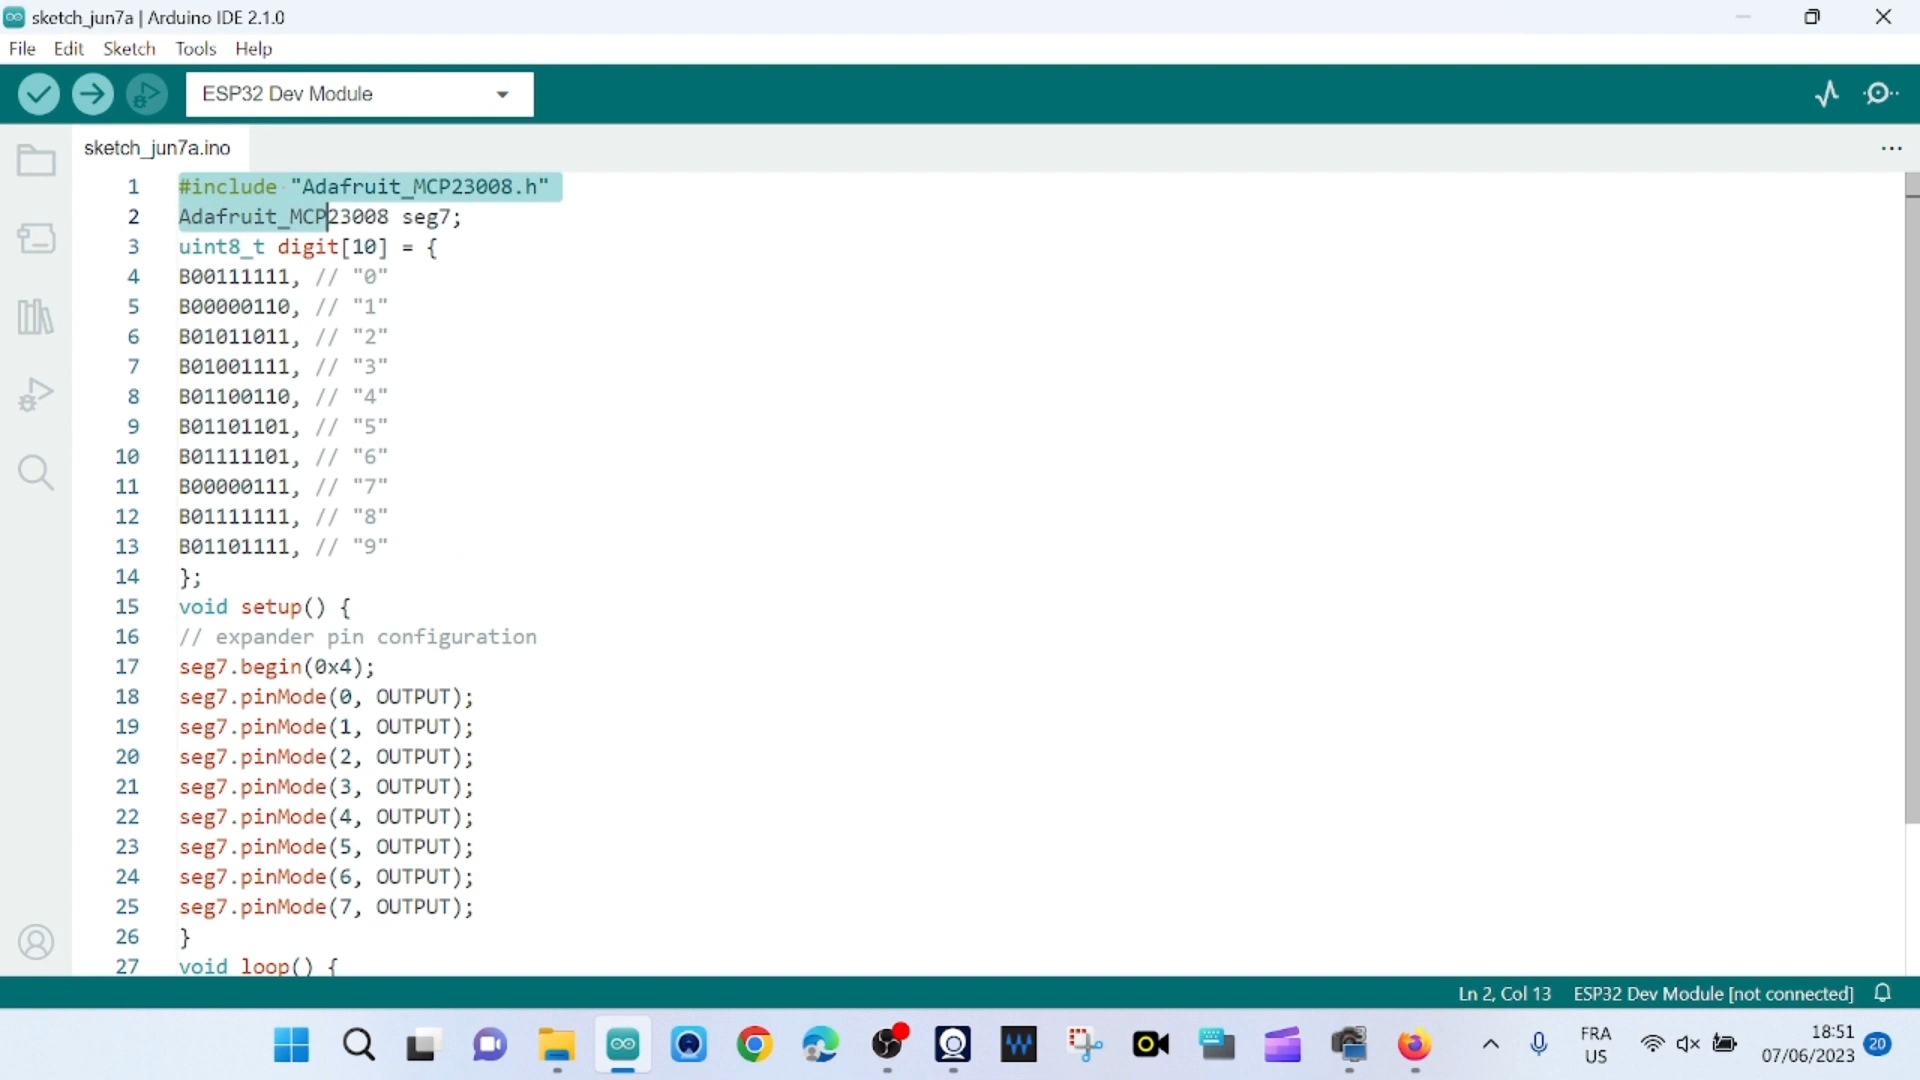 sketch_jun7a | Arduino IDE 2.1.0
File Edit Sketch Tools Help
ESP32 Dev Module
sketch_jun7a.ino
1 #include "Adafruit_MCP23008.h"
2 Adafruit_MCP23008 seg7;
3 uint8_t digit[10] = {
4 B00111111, // "0"
5 B00000110, // "1"
6 B01011011, // "2"
7 B01001111, // "3"
8 B01100110, // "4"
9 B01101101, // "5"
10 B01111101, // "6"
11 B00000111, // "7"
12 B01111111, // "8"
13 B01101111, // "9"
14 };
15 void setup() {
16 // expander pin configuration
17 seg7.begin(0x4);
18 seg7.pinMode(0, OUTPUT);
19 seg7.pinMode(1, OUTPUT);
20 seg7.pinMode(2, OUTPUT);
21 seg7.pinMode(3, OUTPUT);
22 seg7.pinMode(4, OUTPUT);
23 seg7.pinMode(5, OUTPUT);
24 seg7.pinMode(6, OUTPUT);
25 seg7.pinMode(7, OUTPUT);
26 }
27 void loop() {
Ln 2, Col 13 ESP32 Dev Module [not connected]
FRA
US
18:51
07/06/2023
20